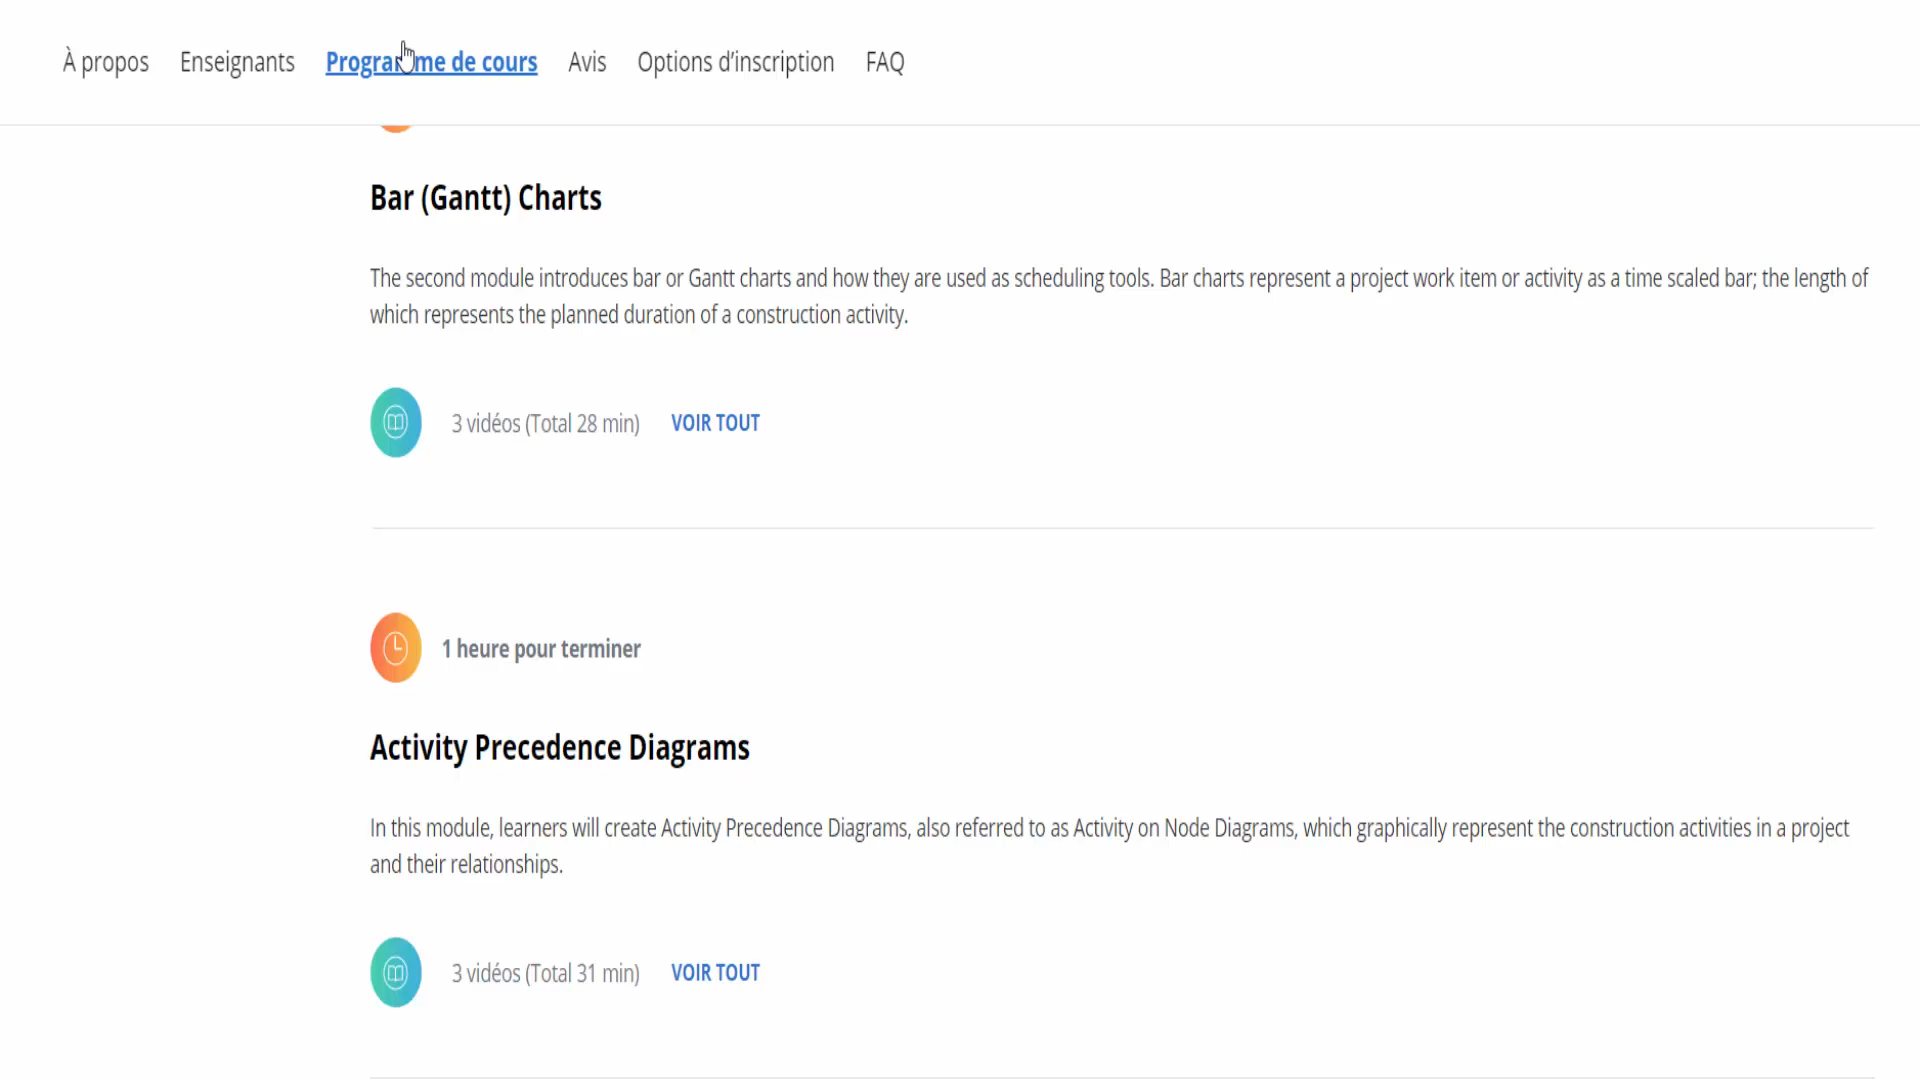 À propos Enseignants Programme de cours Avis Options d’inscription FAQ
Bar (Gantt) Charts
The second module introduces bar or Gantt charts and how they are used as scheduling tools. Bar charts represent a project work item or activity as a time scaled bar; the length of
which represents the planned duration of a construction activity.
3 vidéos (Total 28 min) VOIR TOUT
1 heure pour terminer
Activity Precedence Diagrams
In this module, learners will create Activity Precedence Diagrams, also referred to as Activity on Node Diagrams, which graphically represent the construction activities in a project
and their relationships.
3 vidéos (Total 31 min) VOIR TOUT